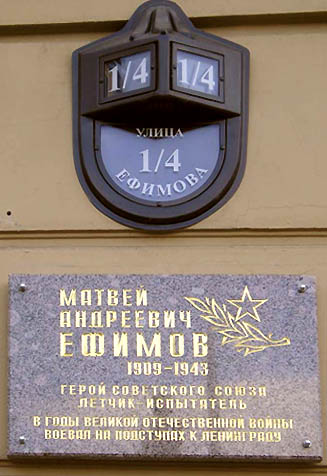 1/4 1/4
УЛИЦА
1/4
ЕФИМОВА
МАТВЕЙ
АНДРЕЕВИЧ
ЕФИМОВ
1909-1943
ГЕРОЙ СОВЕТСКОГО СОЮЗА
ЛЕТЧИК-ИСПЫТАТЕЛЬ
В ГОДЫ ВЕЛИКОЙ ОТЕЧЕСТВЕННОЙ ВОЙНЫ
ВОЕВАЛ НА ПОДСТУПАХ К ЛЕНИНГРАДУ